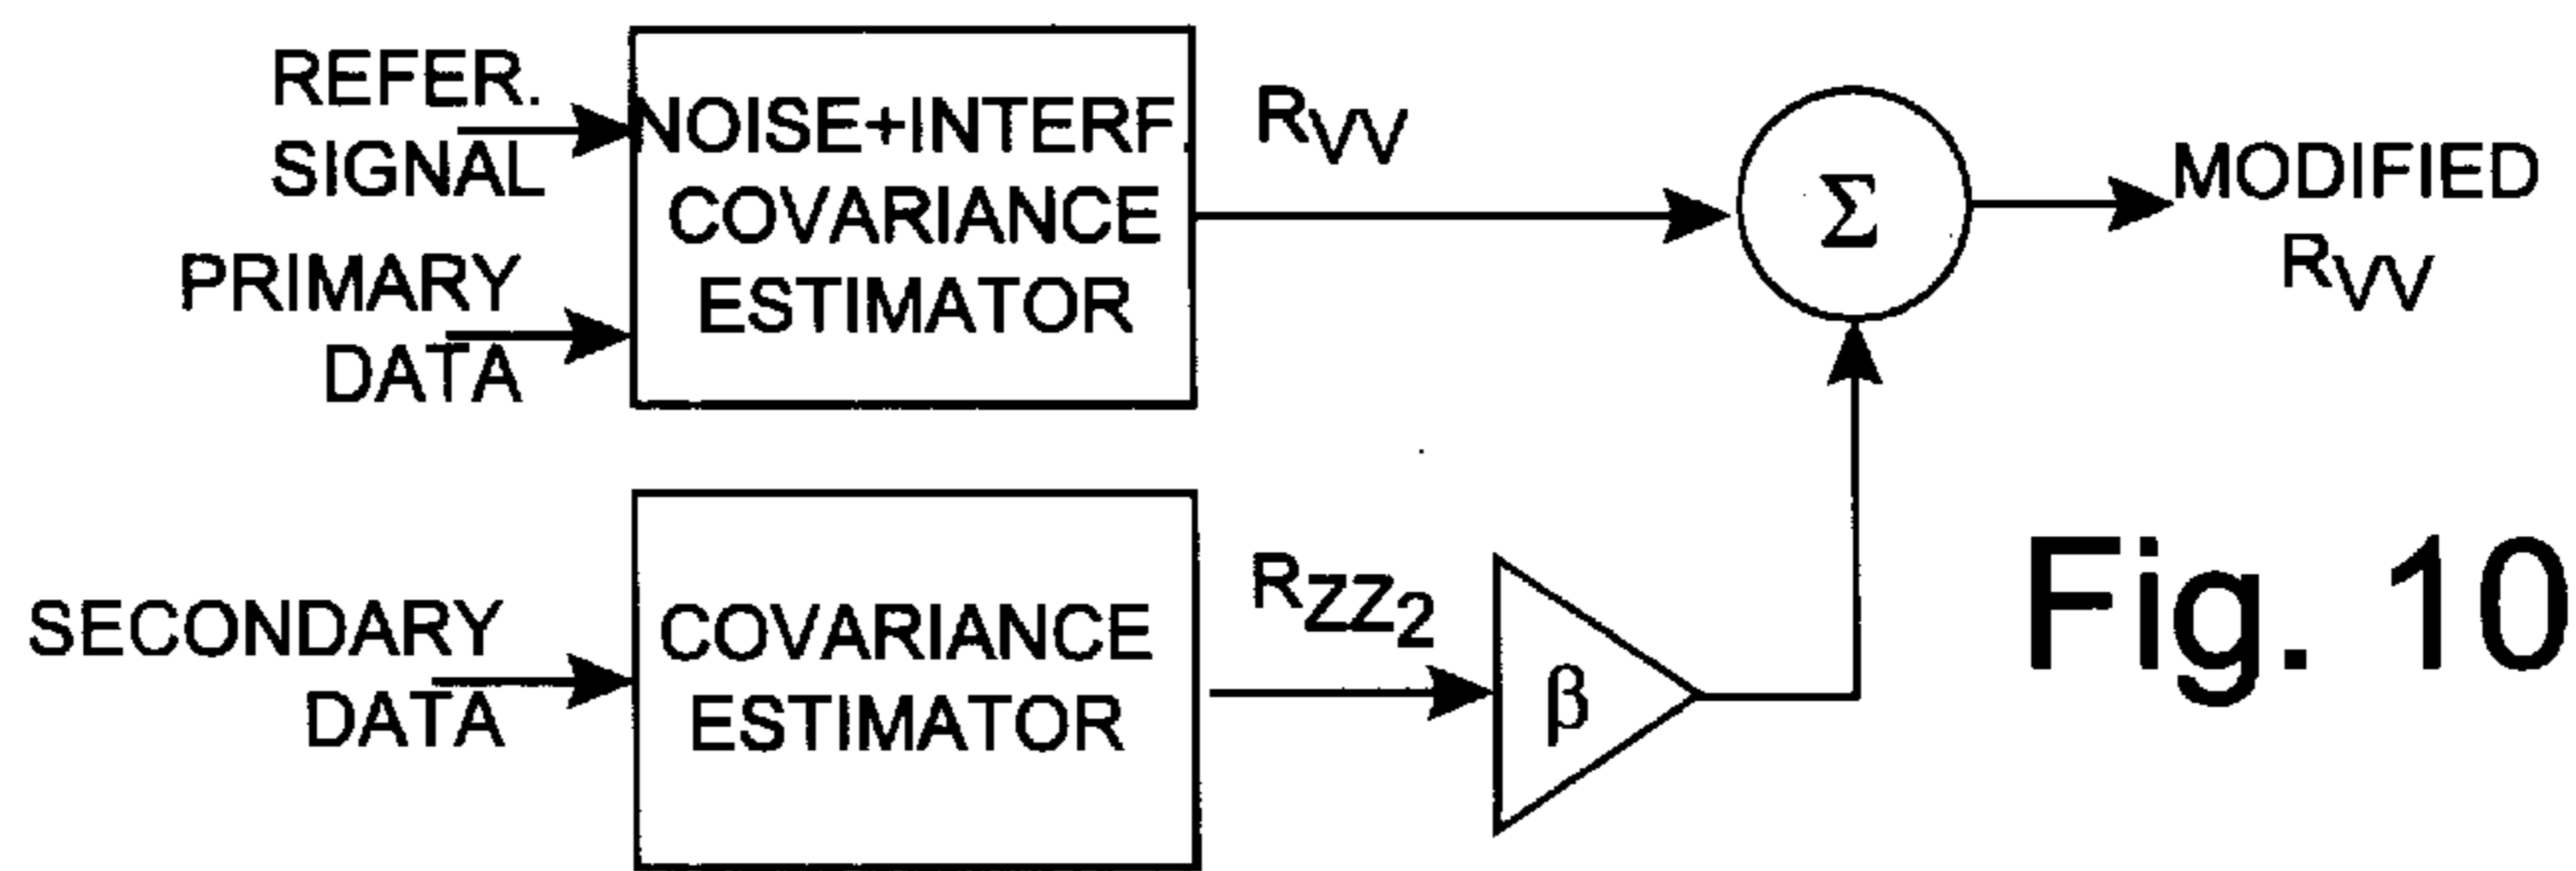 REFER.
SIGNAL
PRIMARY
DATA
NOISE+INTERF.
COVARIANCE
ESTIMATOR
RVV
Σ
MODIFIED
RVV
SECONDARY
DATA
COVARIANCE
ESTIMATOR
RZZ2
β
Fig. 10